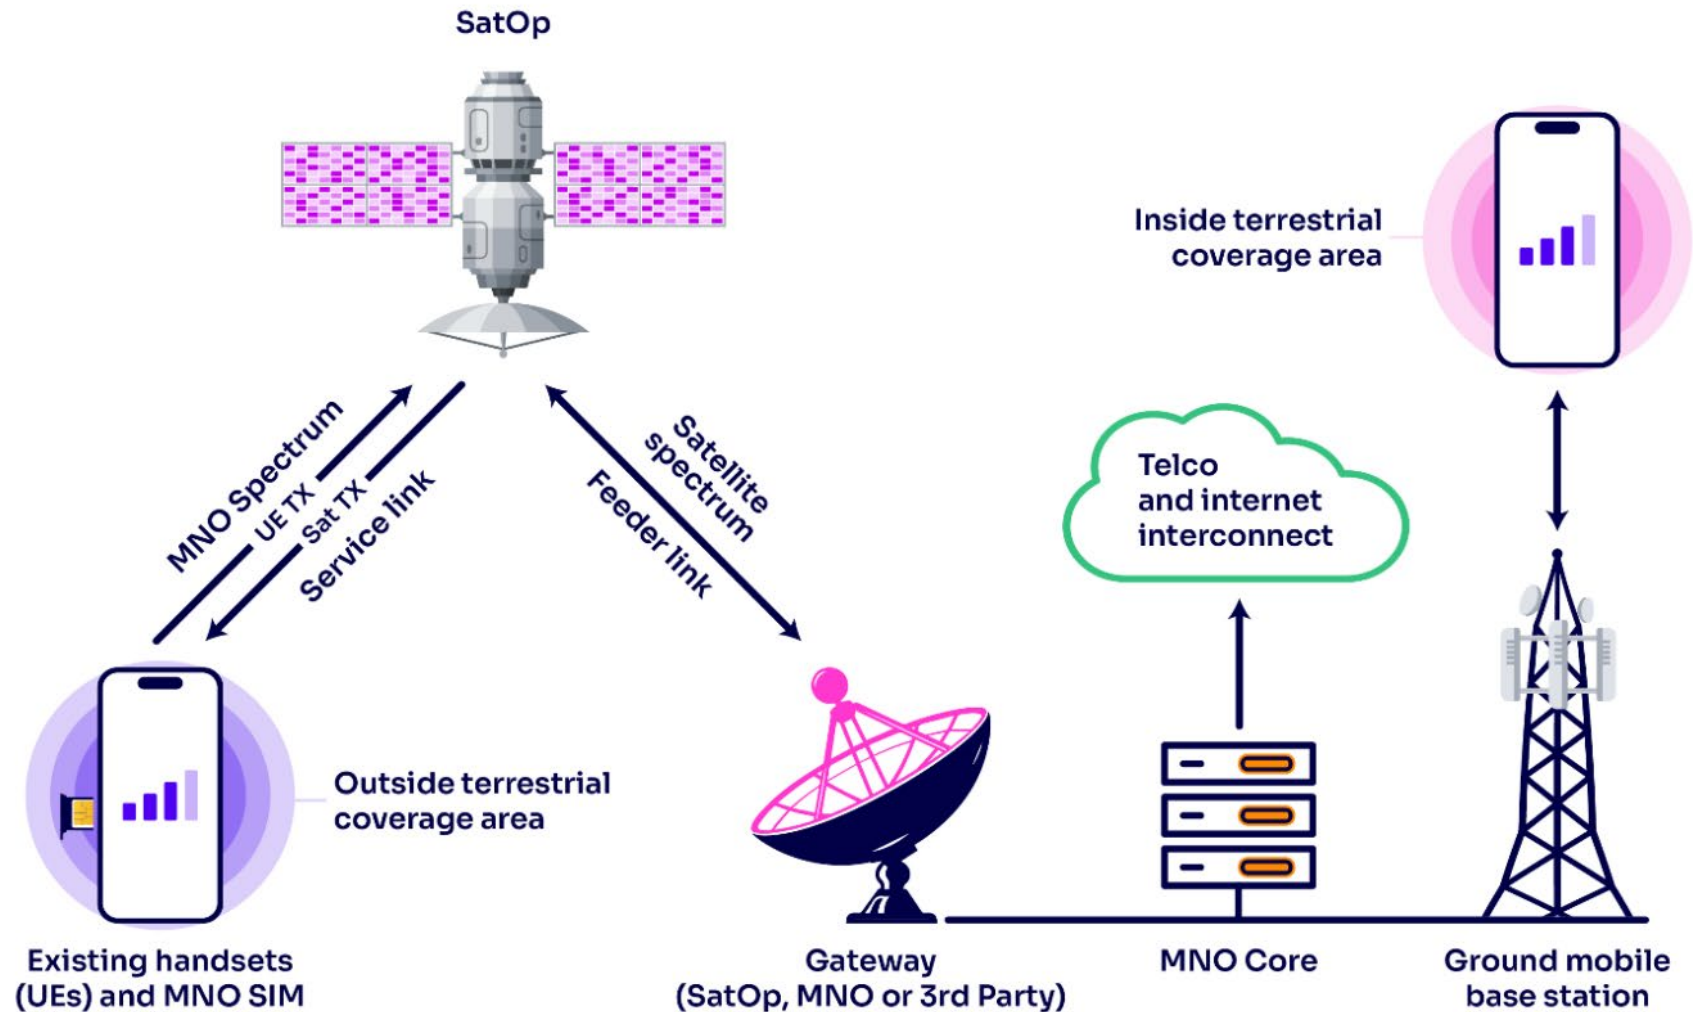 SatOp
Inside terrestrial
coverage area
MNO Spectrum
UE TX
Sat TX
Service link
Satellite
spectrum
Feeder link
Telco
and internet
interconnect
Outside terrestrial
coverage area
Existing handsets
(UEs) and MNO SIM
Gateway
(SatOp, MNO or 3rd Party)
MNO Core
Ground mobile
base station